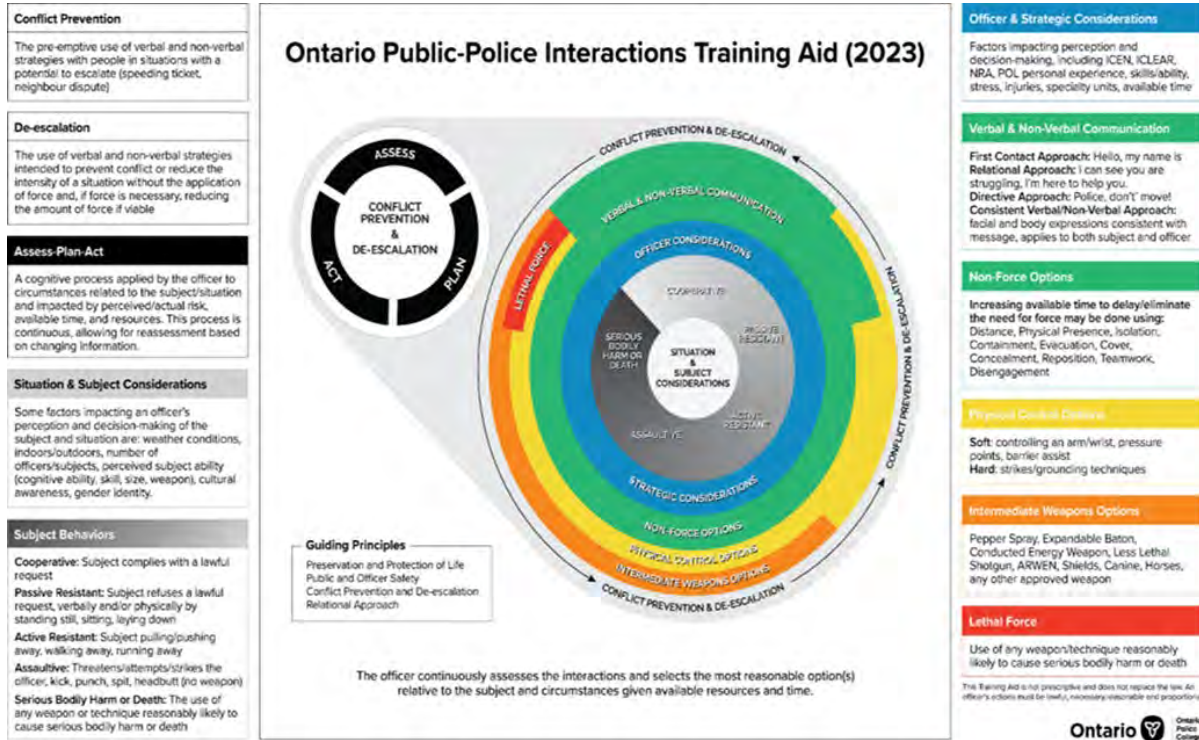 Conflict Prevention
The pre-emptive use of verbal and non-verbal
strategies with people in situations with a
potential to escalate (speeding ticket,
neighbour dispute)
De-escalation
The use of verbal and non-verbal strategies
intended to prevent conflict or reduce the
intensity of a situation without the application
of force and, if force is necessary, reducing
the amount of force if viable
Assess-Plan-Act
A cognitive process applied by the officer to
circumstances related to the subject/situation
and impacted by perceived/actual risk,
available time, and resources. This process is
continuous, allowing for reassessment based
on changing information.
Situation & Subject Considerations
Some factors impacting an officer's
perception and decision-making of the
subject and situation are: weather conditions,
indoors/outdoors, number of
officers/subjects, perceived subject ability
(cognitive ability, skill, size, weapon), cultural
awareness, gender identity.
Subject Behaviors
Cooperative: Subject complies with a lawful
request
Passive Resistant: Subject refuses a lawful
request, verbally and/or physically by
standing still, sitting, laying down
Active Resistant: Subject pulling/pushing
away, walking away, running away
Assaultive: Threatens/attempts/strikes the
officer, kick, punch, spit, headbutt (no weapon)
Serious Bodily Harm or Death: The use of
any weapon or technique reasonably likely to
cause serious bodily harm or death
Ontario Public-Police Interactions Training Aid (2023)
ASSESS
PLAN
ACT
CONFLICT
PREVENTION
&
DE-ESCALATION
CONFLICT PREVENTION & DE-ESCALATION
VERBAL & NON-VERBAL COMMUNICATION
OFFICER CONSIDERATIONS
LETHAL FORCE
COOPERATIVE
PASSIVE
RESISTANT
SERIOUS
BODILY
HARM OR
DEATH
SITUATION
&
SUBJECT
CONSIDERATIONS
ACTIVE
RESISTANT
ASSAULTIVE
CONFLICT PREVENTION & DE-ESCALATION
STRATEGIC CONSIDERATIONS
NON-FORCE OPTIONS
PHYSICAL CONTROL OPTIONS
INTERMEDIATE WEAPONS OPTIONS
CONFLICT PREVENTION & DE-ESCALATION
Guiding Principles
Preservation and Protection of Life
Public and Officer Safety
Conflict Prevention and De-escalation
Relational Approach
The officer continuously assesses the interactions and selects the most reasonable option(s)
relative to the subject and circumstances given available resources and time.
Officer & Strategic Considerations
Factors impacting perception and
decision-making, including ICEN, ICLEAR,
NRA, POL personal experience, skills/ability,
stress, injuries, specialty units, available time
Verbal & Non-Verbal Communication
First Contact Approach: Hello, my name is
Relational Approach: I can see you are
struggling, I'm here to help you.
Directive Approach: Police, don't' move!
Consistent Verbal/Non-Verbal Approach:
facial and body expressions consistent with
message, applies to both subject and officer
Non-Force Options
Increasing available time to delay/eliminate
the need for force may be done using:
Distance, Physical Presence, Isolation,
Containment, Evacuation, Cover,
Concealment, Reposition, Teamwork,
Disengagement
Physical Control Options
Soft: controlling an arm/wrist, pressure
points, barrier assist
Hard: strikes/grounding techniques
Intermediate Weapons Options
Pepper Spray, Expandable Baton,
Conducted Energy Weapon, Less Lethal
Shotgun, ARWEN, Shields, Canine, Horses,
any other approved weapon
Lethal Force
Use of any weapon/technique reasonably
likely to cause serious bodily harm or death
This Training Aid is not prescriptive and does not replace the law. All
officer's actions must be lawful, necessary, reasonable and
Ontario
Ontario
Police